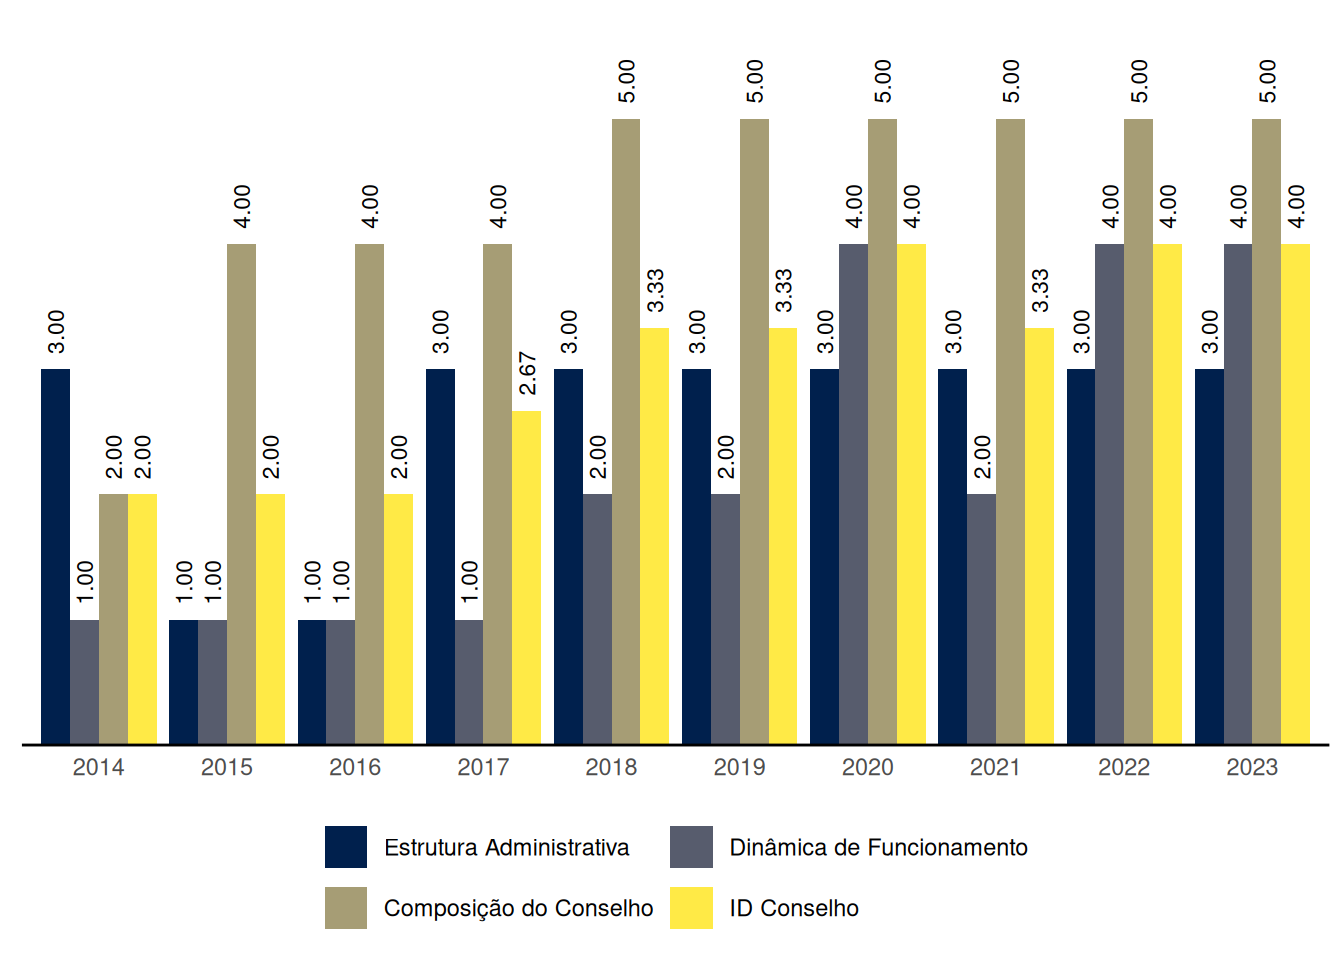 5.00 5.00 5.00 5.00 5.00 5.00
4.00 4.00 4.00 4.00 4.00 4.00 4.00 4.00 4.00
3.33 3.33 3.33
3.00 3.00 3.00 3.00 3.00 3.00 3.00 3.00
2.67
2.00 2.00 2.00 2.00 2.00 2.00 2.00
1.00 1.00 1.00 1.00 1.00 1.00
2014 2015 2016 2017 2018 2019 2020 2021 2022 2023
Estrutura Administrativa Dinâmica de Funcionamento
Composição do Conselho ID Conselho